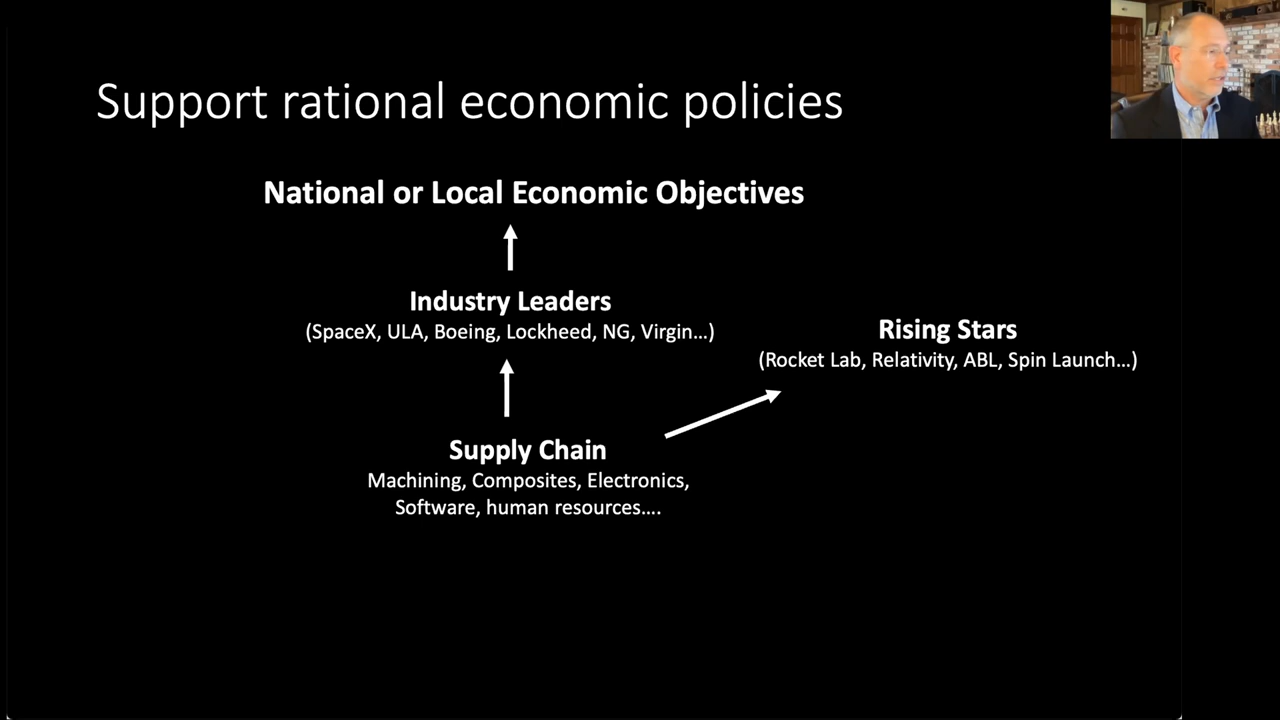 Support rational economic policies
National or Local Economic Objectives
Industry Leaders
(SpaceX, ULA, Boeing, Lockheed, NG, Virgin…)
Rising Stars
(Rocket Lab, Relativity, ABL, Spin Launch…)
Supply Chain
Machining, Composites, Electronics,
Software, human resources….